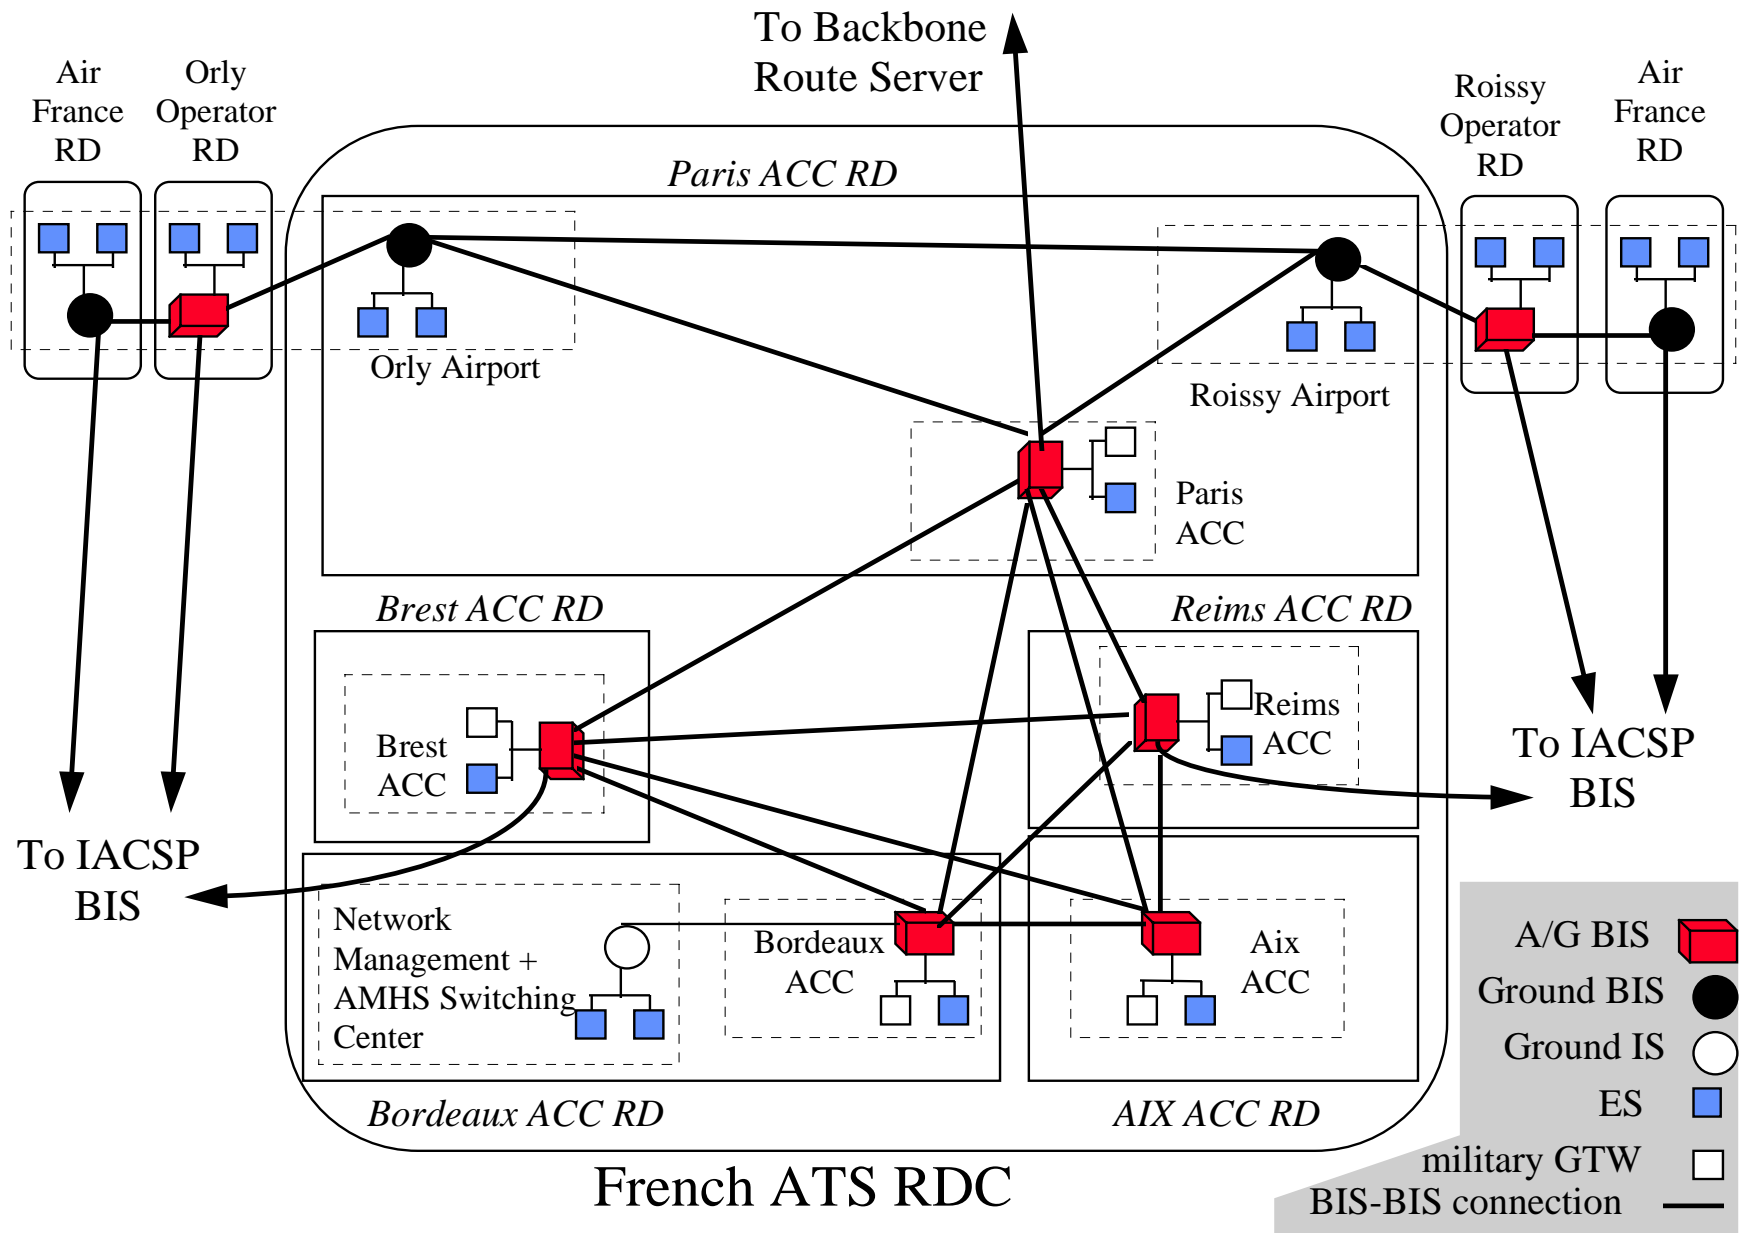 To Backbone
Route Server
Air
France
RD
Orly
Operator
RD
Roissy
Operator
RD
Air
France
RD
Paris ACC RD
Orly Airport
Roissy Airport
Paris
ACC
Brest ACC RD
Reims ACC RD
Brest
ACC
Reims
ACC
To IACSP
BIS
To IACSP
BIS
Network
Management +
AMHS Switching
Center
Bordeaux
ACC
Aix
ACC
Bordeaux ACC RD
AIX ACC RD
French ATS RDC
A/G BIS
Ground BIS
Ground IS
ES
military GTW
BIS-BIS connection